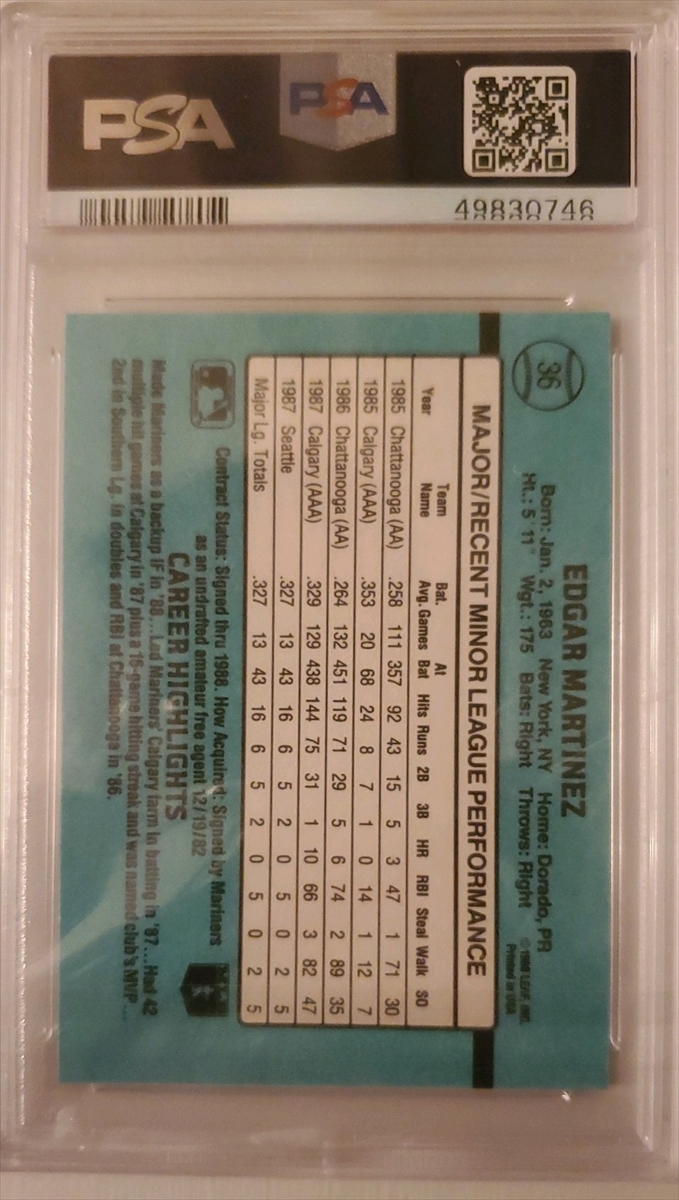 PSA
PSA
49830746
36
EDGAR MARTINEZ
Born: Jan. 2, 1963 New York, NY Home: Dorado, PR
Ht.: 5' 11" Wgt.: 175 Bats: Right Throws: Right
©1988 LEAF, INC.
Printed in USA
MAJOR/RECENT MINOR LEAGUE PERFORMANCE
Year Team Name Bat. Avg. Games At Bat Hits Runs 2B 3B HR RBI Steal Walk SO
1985 Chattanooga (AA) .258 111 357 92 43 15 5 3 47 1 71 30
1985 Calgary (AAA) .353 20 68 24 8 7 1 0 14 1 12 7
1986 Chattanooga (AA) .264 132 451 119 71 29 5 6 74 2 89 35
1987 Calgary (AAA) .329 129 438 144 75 31 1 10 66 3 82 47
1987 Seattle .327 13 43 16 6 5 2 0 5 0 2 5
Major Lg. Totals .327 13 43 16 6 5 2 0 5 0 2 5
Contract Status: Signed thru 1988. How Acquired: Signed by Mariners
as an undrafted amateur free agent 12/19/82
CAREER HIGHLIGHTS
Made Mariners as a backup IF in '88...Led Mariners' Calgary farm in batting in '87...Had 42
multiple hit games at Calgary in '87 plus a 16-game hitting streak and was named club's MVP...
2nd in Southern Lg. in doubles and RBI at Chattanooga in '86.